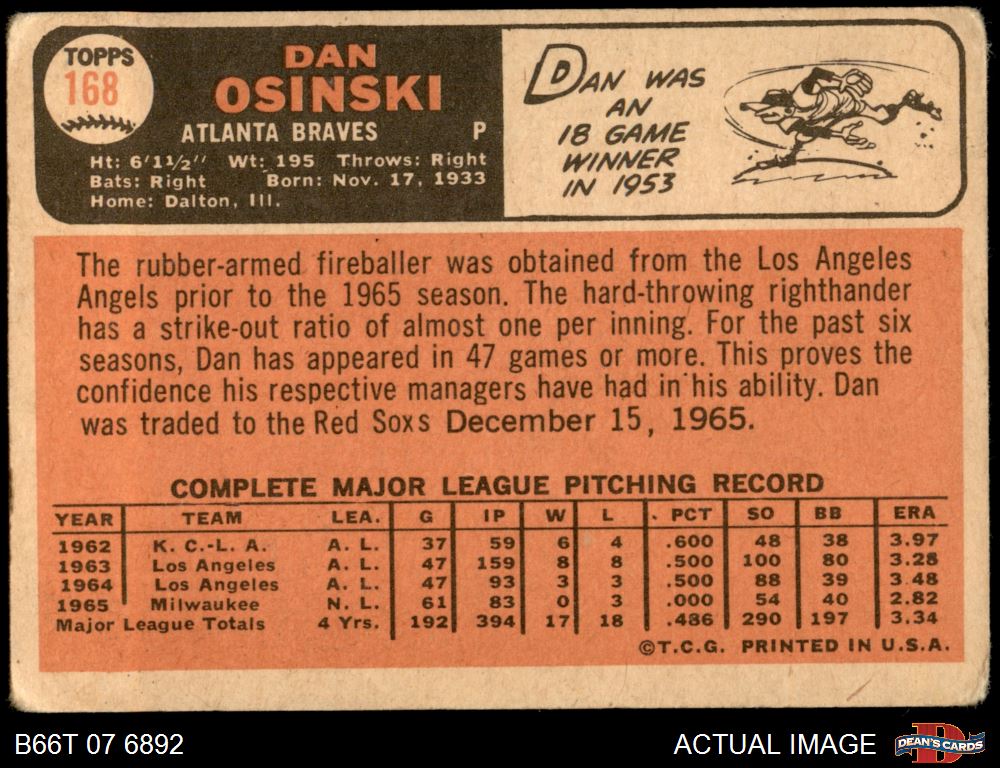 TOPPS
168
DAN
OSINSKI
ATLANTA BRAVES P
Ht: 6'1½" Wt: 195 Throws: Right
Bats: Right Born: Nov. 17, 1933
Home: Dalton, Ill.
DAN WAS
AN
18 GAME
WINNER
IN 1953
The rubber-armed fireballer was obtained from the Los Angeles
Angels prior to the 1965 season. The hard-throwing righthander
has a strike-out ratio of almost one per inning. For the past six
seasons, Dan has appeared in 47 games or more. This proves the
confidence his respective managers have had in his ability. Dan
was traded to the Red Soxs December 15, 1965.
COMPLETE MAJOR LEAGUE PITCHING RECORD
YEAR TEAM LEA. G IP W L PCT SO BB ERA
1962 K. C.-L. A. A. L. 37 59 6 4 .600 48 38 3.97
1963 Los Angeles A. L. 47 159 8 8 .500 100 80 3.28
1964 Los Angeles A. L. 47 93 3 3 .500 88 39 3.48
1965 Milwaukee N. L. 61 83 0 3 .000 54 40 2.82
Major League Totals 4 Yrs. 192 394 17 18 .486 290 197 3.34
©T.C.G. PRINTED IN U.S.A.
B66T 07 6892
ACTUAL IMAGE
D
DEAN'S CARDS